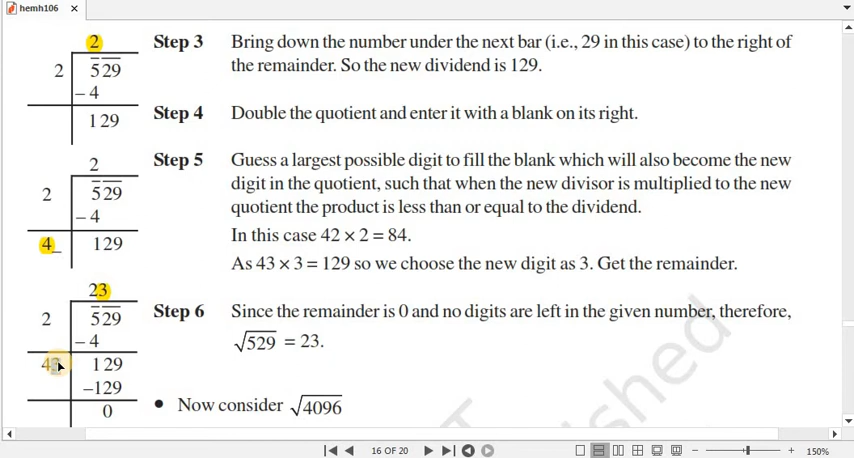 hemh106
2
2 529
– 4
129
Step 3 Bring down the number under the next bar (i.e., 29 in this case) to the right of
the remainder. So the new dividend is 129.
Step 4 Double the quotient and enter it with a blank on its right.
2
2 529
– 4
4_ 129
Step 5 Guess a largest possible digit to fill the blank which will also become the new
digit in the quotient, such that when the new divisor is multiplied to the new
quotient the product is less than or equal to the dividend.
In this case 42 × 2 = 84.
As 43 × 3 = 129 so we choose the new digit as 3. Get the remainder.
23
2 529
– 4
43 129
–129
0
Step 6 Since the remainder is 0 and no digits are left in the given number, therefore,
√529 = 23.
• Now consider √4096
shed
16 OF 20
150%